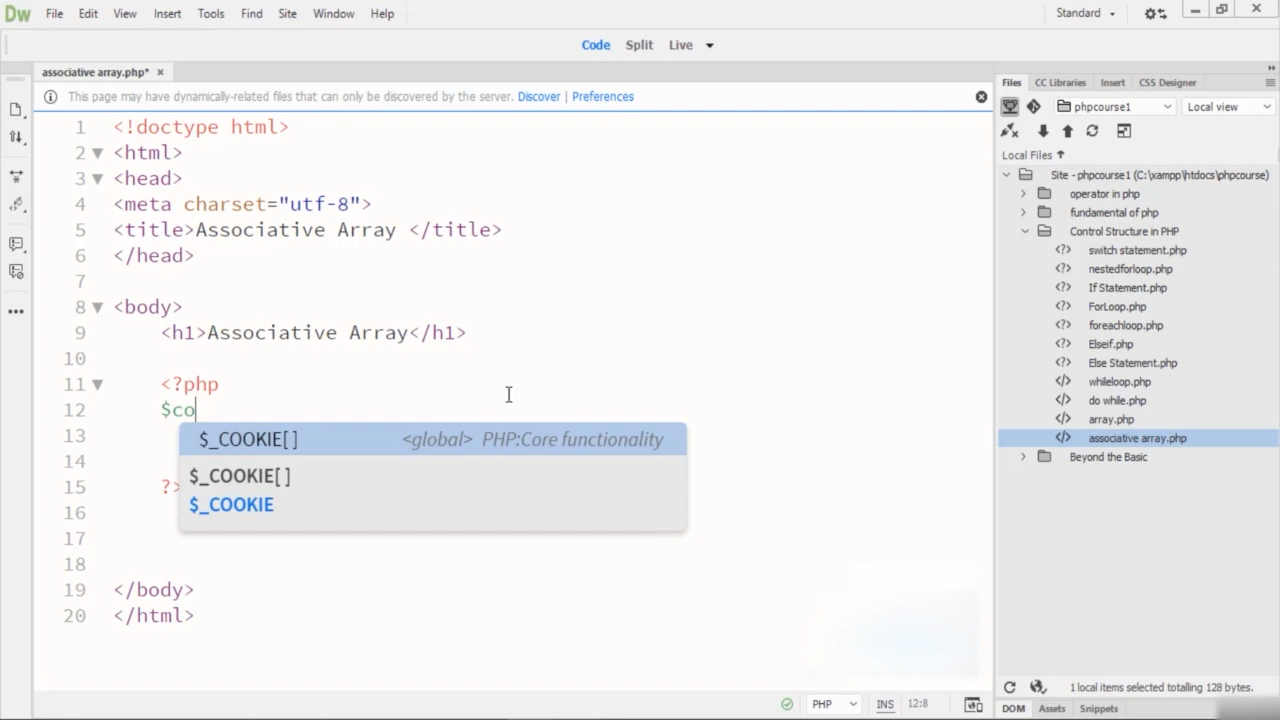 Dw File Edit View Insert Tools Find Site Window Help Standard
Code Split Live
associative array.php*
This page may have dynamically-related files that can only be discovered by the server. Discover | Preferences
1 <!doctype html>
2 <html>
3 <head>
4 <meta charset="utf-8">
5 <title>Associative Array </title>
6 </head>
7
8 <body>
9 <h1>Associative Array</h1>
10
11 <?php
12 $co
13 $_COOKIE[] <global> PHP:Core functionality
14 $_COOKIE[]
15 ?>
$_COOKIE
16
17
18
19 </body>
20 </html>
PHP INS 12:8
Files CC Libraries Insert CSS Designer
phpcourse1 Local view
Local Files
Site - phpcourse1 (C:\xampp\htdocs\phpcourse)
operator in php
fundamental of php
Control Structure in PHP
<?> switch statement.php
<?> nestedforloop.php
<?> If Statement.php
<?> ForLoop.php
<?> foreachloop.php
<?> Elseif.php
<?> Else Statement.php
</> whileloop.php
</> do while.php
</> array.php
</> associative array.php
Beyond the Basic
1 local items selected totalling 128 bytes.
DOM Assets Snippets